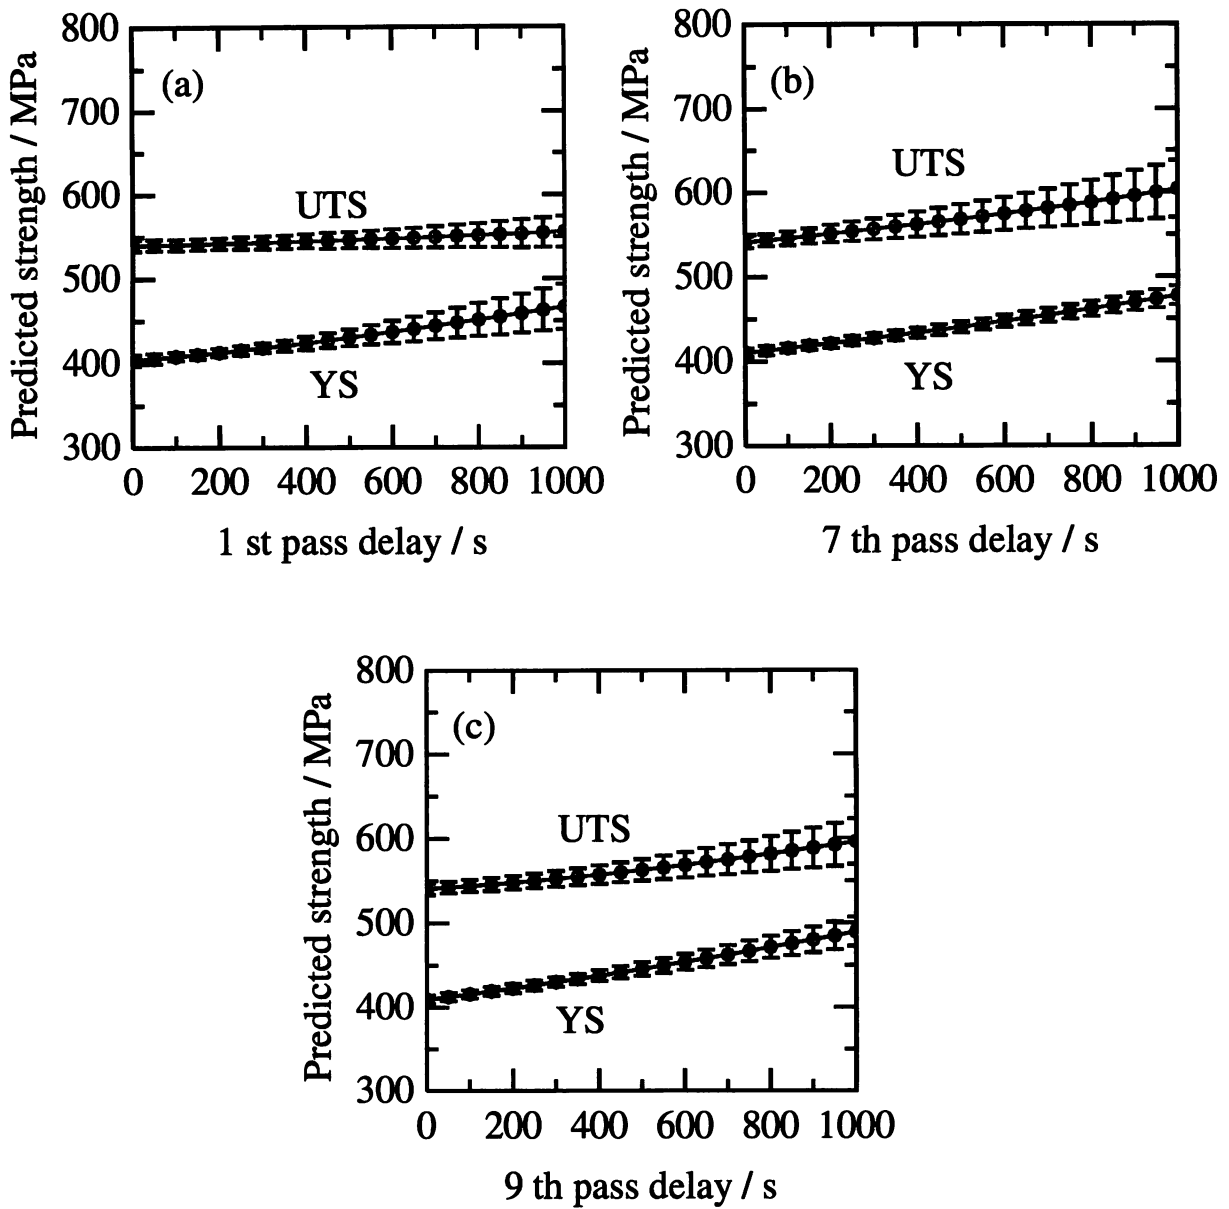 800
700
600
500
400
300
Predicted strength / MPa
(a)
UTS
YS
0 200 400 600 800 1000
1 st pass delay / s
800
700
600
500
400
300
Predicted strength / MPa
(b)
UTS
YS
0 200 400 600 800 1000
7 th pass delay / s
800
700
600
500
400
300
Predicted strength / MPa
(c)
UTS
YS
0 200 400 600 800 1000
9 th pass delay / s